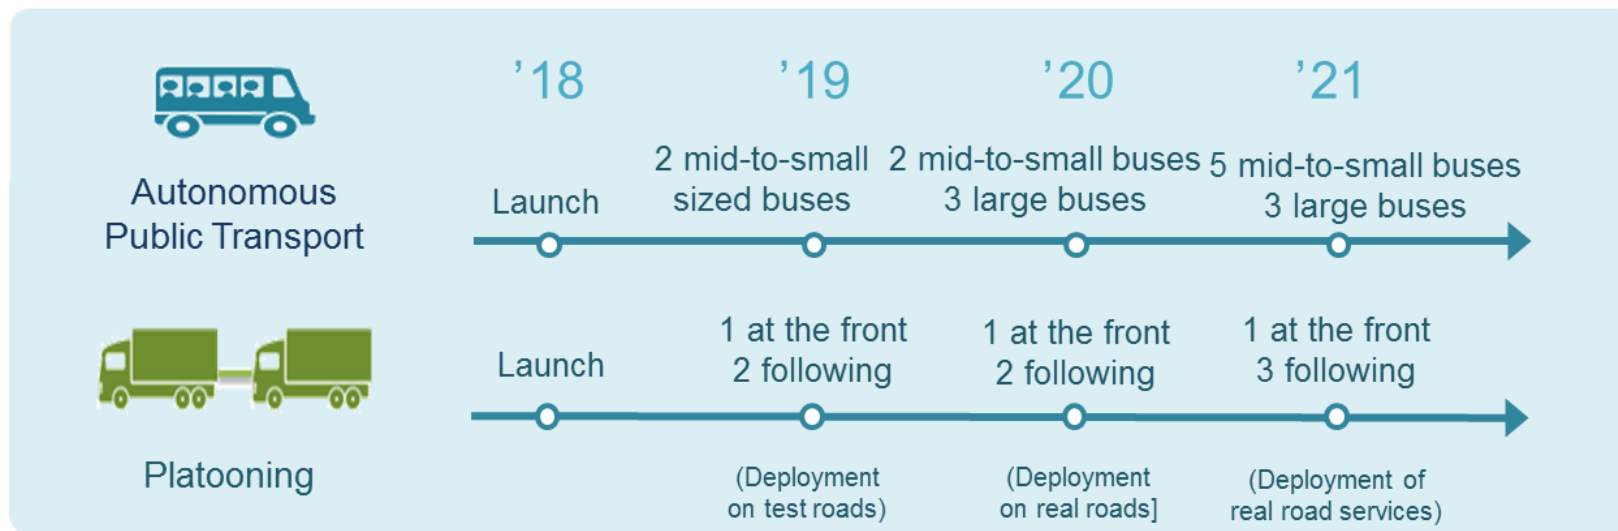 ’18 ’19 ’20 ’21
Autonomous
Public Transport
Launch
2 mid-to-small
sized buses
2 mid-to-small buses
3 large buses
5 mid-to-small buses
3 large buses
Platooning
Launch
1 at the front
2 following
1 at the front
2 following
1 at the front
3 following
(Deployment
on test roads)
(Deployment
on real roads]
(Deployment of
real road services)